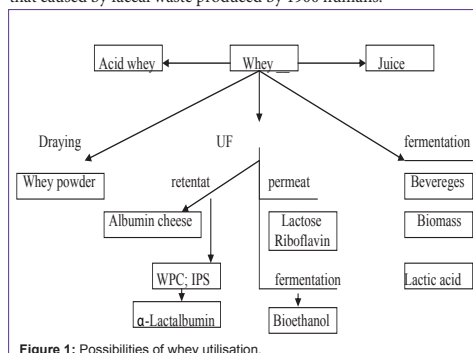 that caused by faecal waste produced by 1900 humans.
Acid whey Whey Juice
Draying UF fermentation
Whey powder retentat permeat Bevereges
Albumin cheese Lactose Biomass
Riboflavin
WPC; IPS fermentation Lactic acid
α-Lactalbumin Bioethanol
Figure 1: Possibilities of whey utilisation.